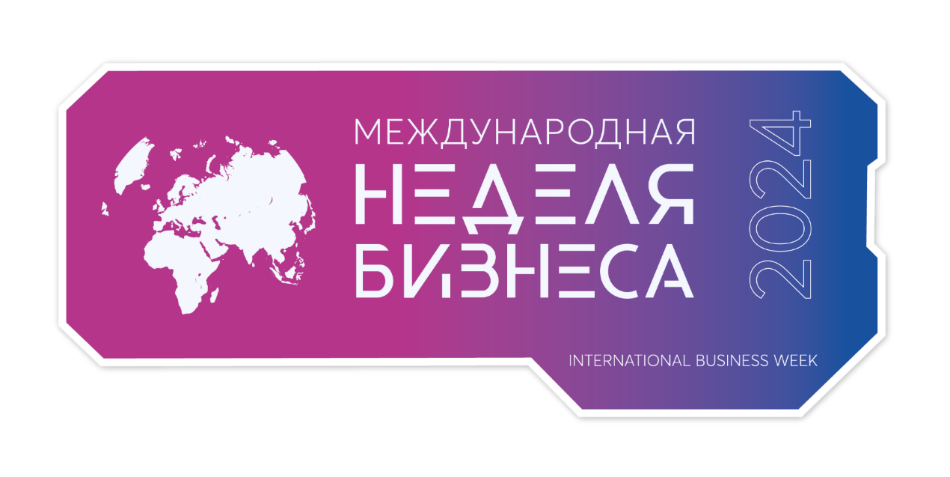 МЕЖДУНАРОДНАЯ
НЕДЕЛЯ
БИЗНЕСА
2024
INTERNATIONAL BUSINESS WEEK